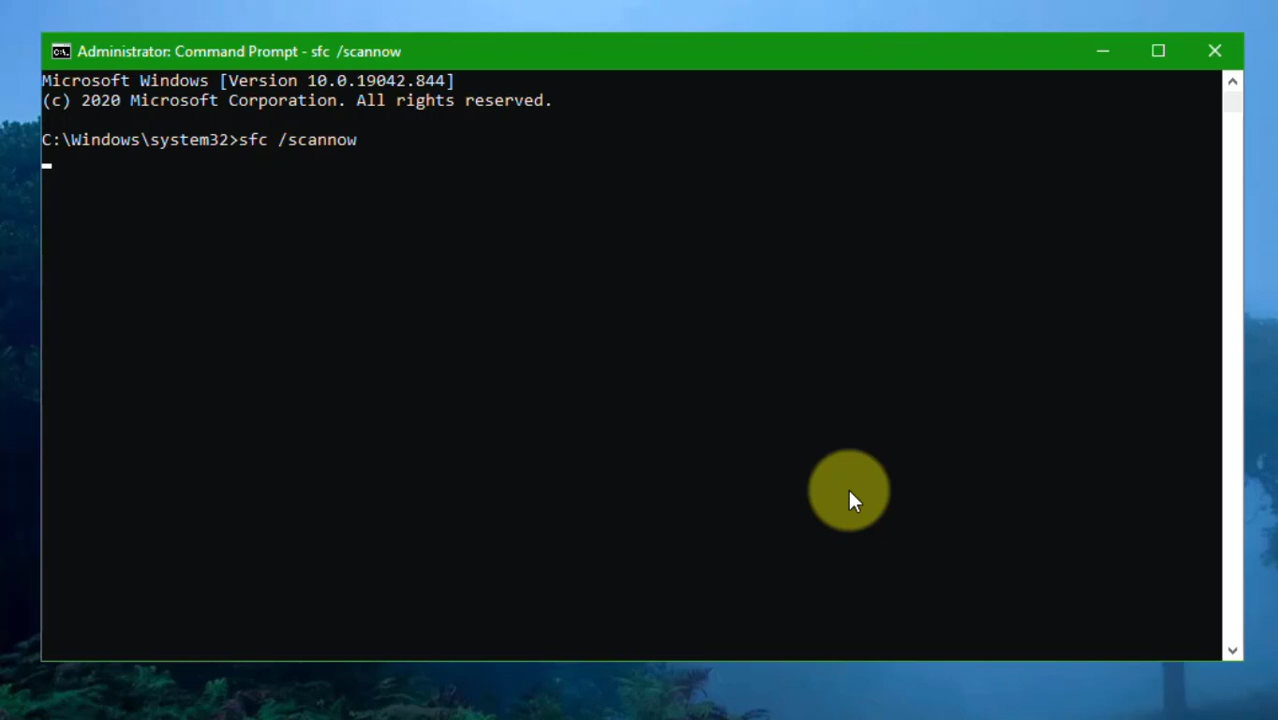 Administrator: Command Prompt - sfc /scannow
Microsoft Windows [Version 10.0.19042.844]
(c) 2020 Microsoft Corporation. All rights reserved.
C:\Windows\system32>sfc /scannow